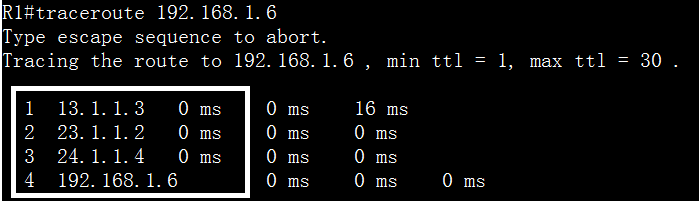 R1#traceroute 192.168.1.6
Type escape sequence to abort.
Tracing the route to 192.168.1.6 , min ttl = 1, max ttl = 30 .
1 13.1.1.3 0 ms 0 ms 16 ms
2 23.1.1.2 0 ms 0 ms 0 ms
3 24.1.1.4 0 ms 0 ms 0 ms
4 192.168.1.6 0 ms 0 ms 0 ms